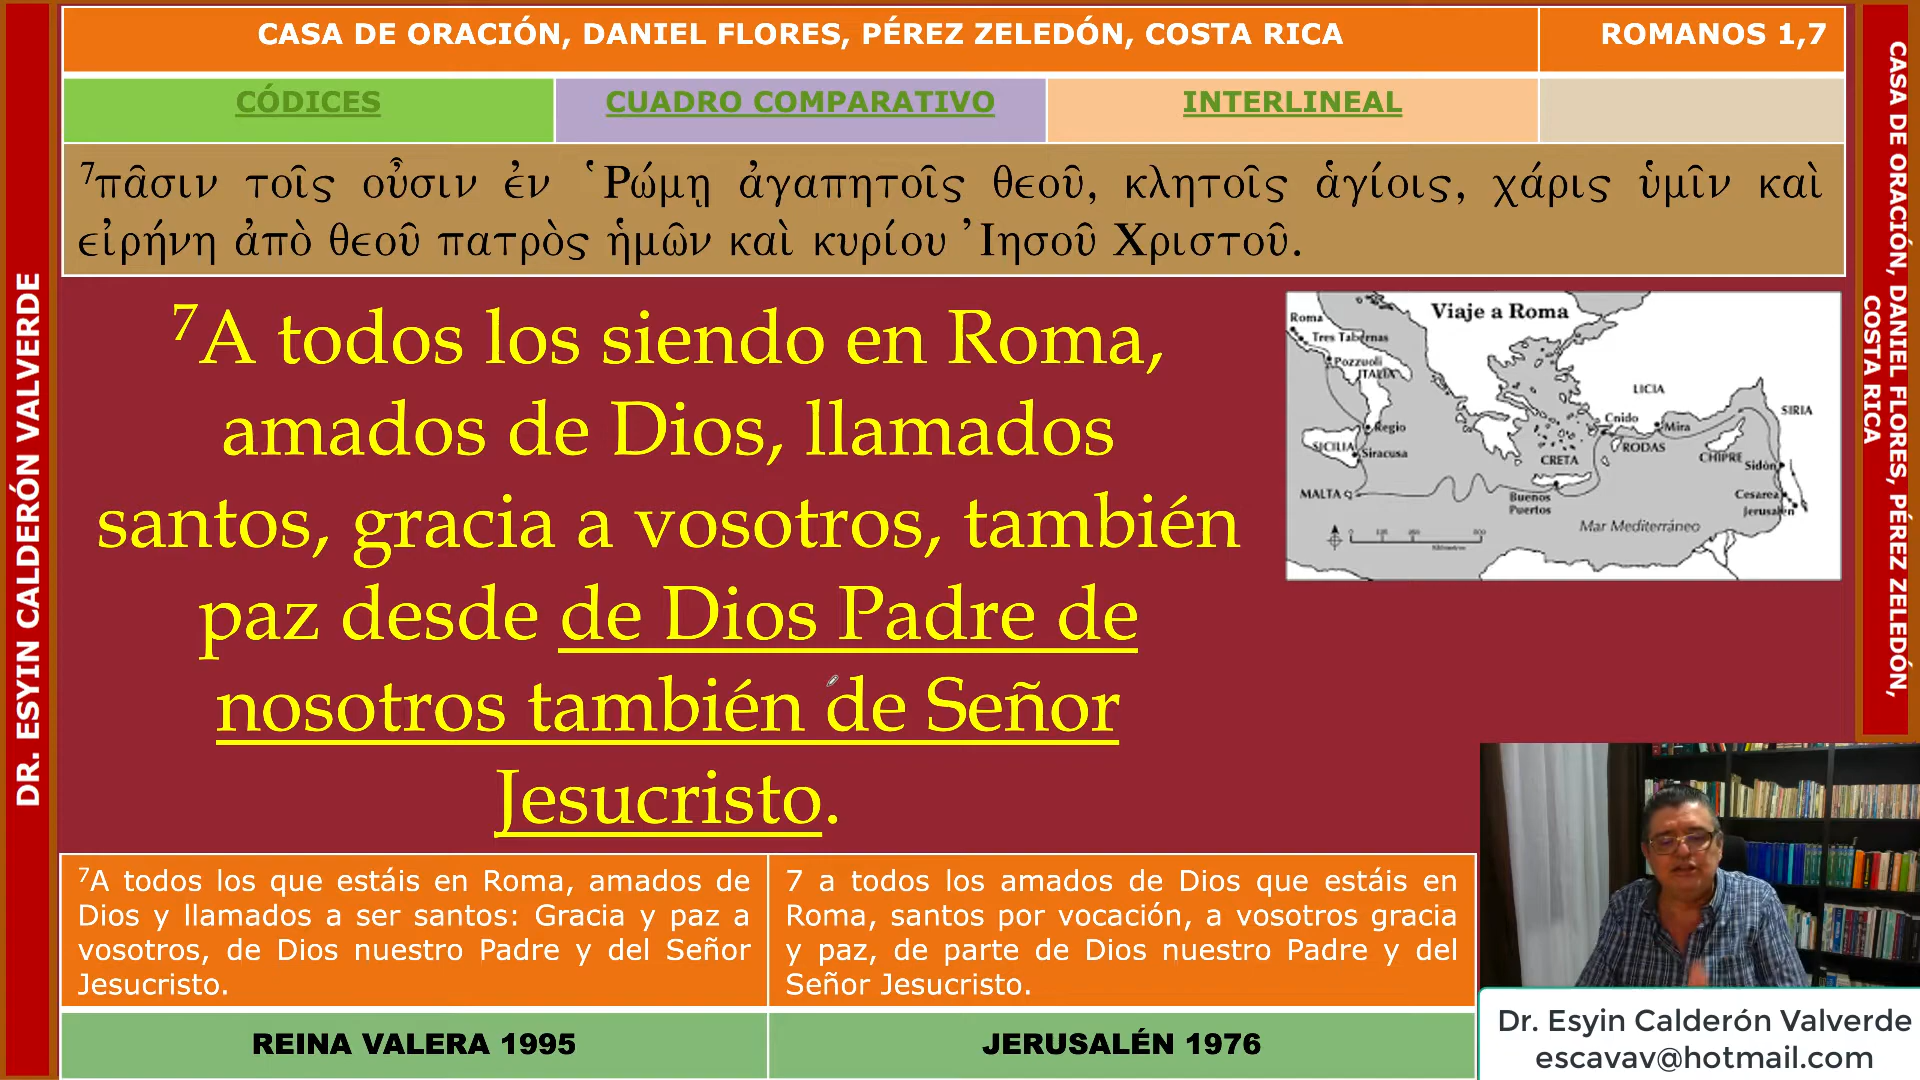 CASA DE ORACIÓN, DANIEL FLORES, PÉREZ ZELEDÓN, COSTA RICA
ROMANOS 1,7
CÓDICES
CUADRO COMPARATIVO
INTERLINEAL
⁷πᾶσιν τοῖς οὖσιν ἐν Ῥώμῃ ἀγαπητοῖς θεοῦ, κλητοῖς ἁγίοις, χάρις ὑμῖν καὶ
εἰρήνη ἀπὸ θεοῦ πατρὸς ἡμῶν καὶ κυρίου Ἰησοῦ Χριστοῦ.
⁷A todos los siendo en Roma,
amados de Dios, llamados
santos, gracia a vosotros, también
paz desde de Dios Padre de
nosotros también de Señor
Jesucristo.
Viaje a Roma
Roma
Tres Tabernas
Pozzuoli
ITALIA
LICIA
SIRIA
Cnido
Mira
Regio
RODAS
SICILIA
Siracusa
CRETA
CHIPRE
Sidón
MALTA
Buenos
Puertos
Cesarea
Jerusalén
Mar Mediterráneo
⁷A todos los que estáis en Roma, amados de
Dios y llamados a ser santos: Gracia y paz a
vosotros, de Dios nuestro Padre y del Señor
Jesucristo.
7 a todos los amados de Dios que estáis en
Roma, santos por vocación, a vosotros gracia
y paz, de parte de Dios nuestro Padre y del
Señor Jesucristo.
REINA VALERA 1995
JERUSALÉN 1976
DR. ESYIN CALDERÓN VALVERDE
CASA DE ORACIÓN, DANIEL FLORES, PÉREZ ZELEDÓN,
COSTA RICA
Dr. Esyin Calderón Valverde
escavav@hotmail.com